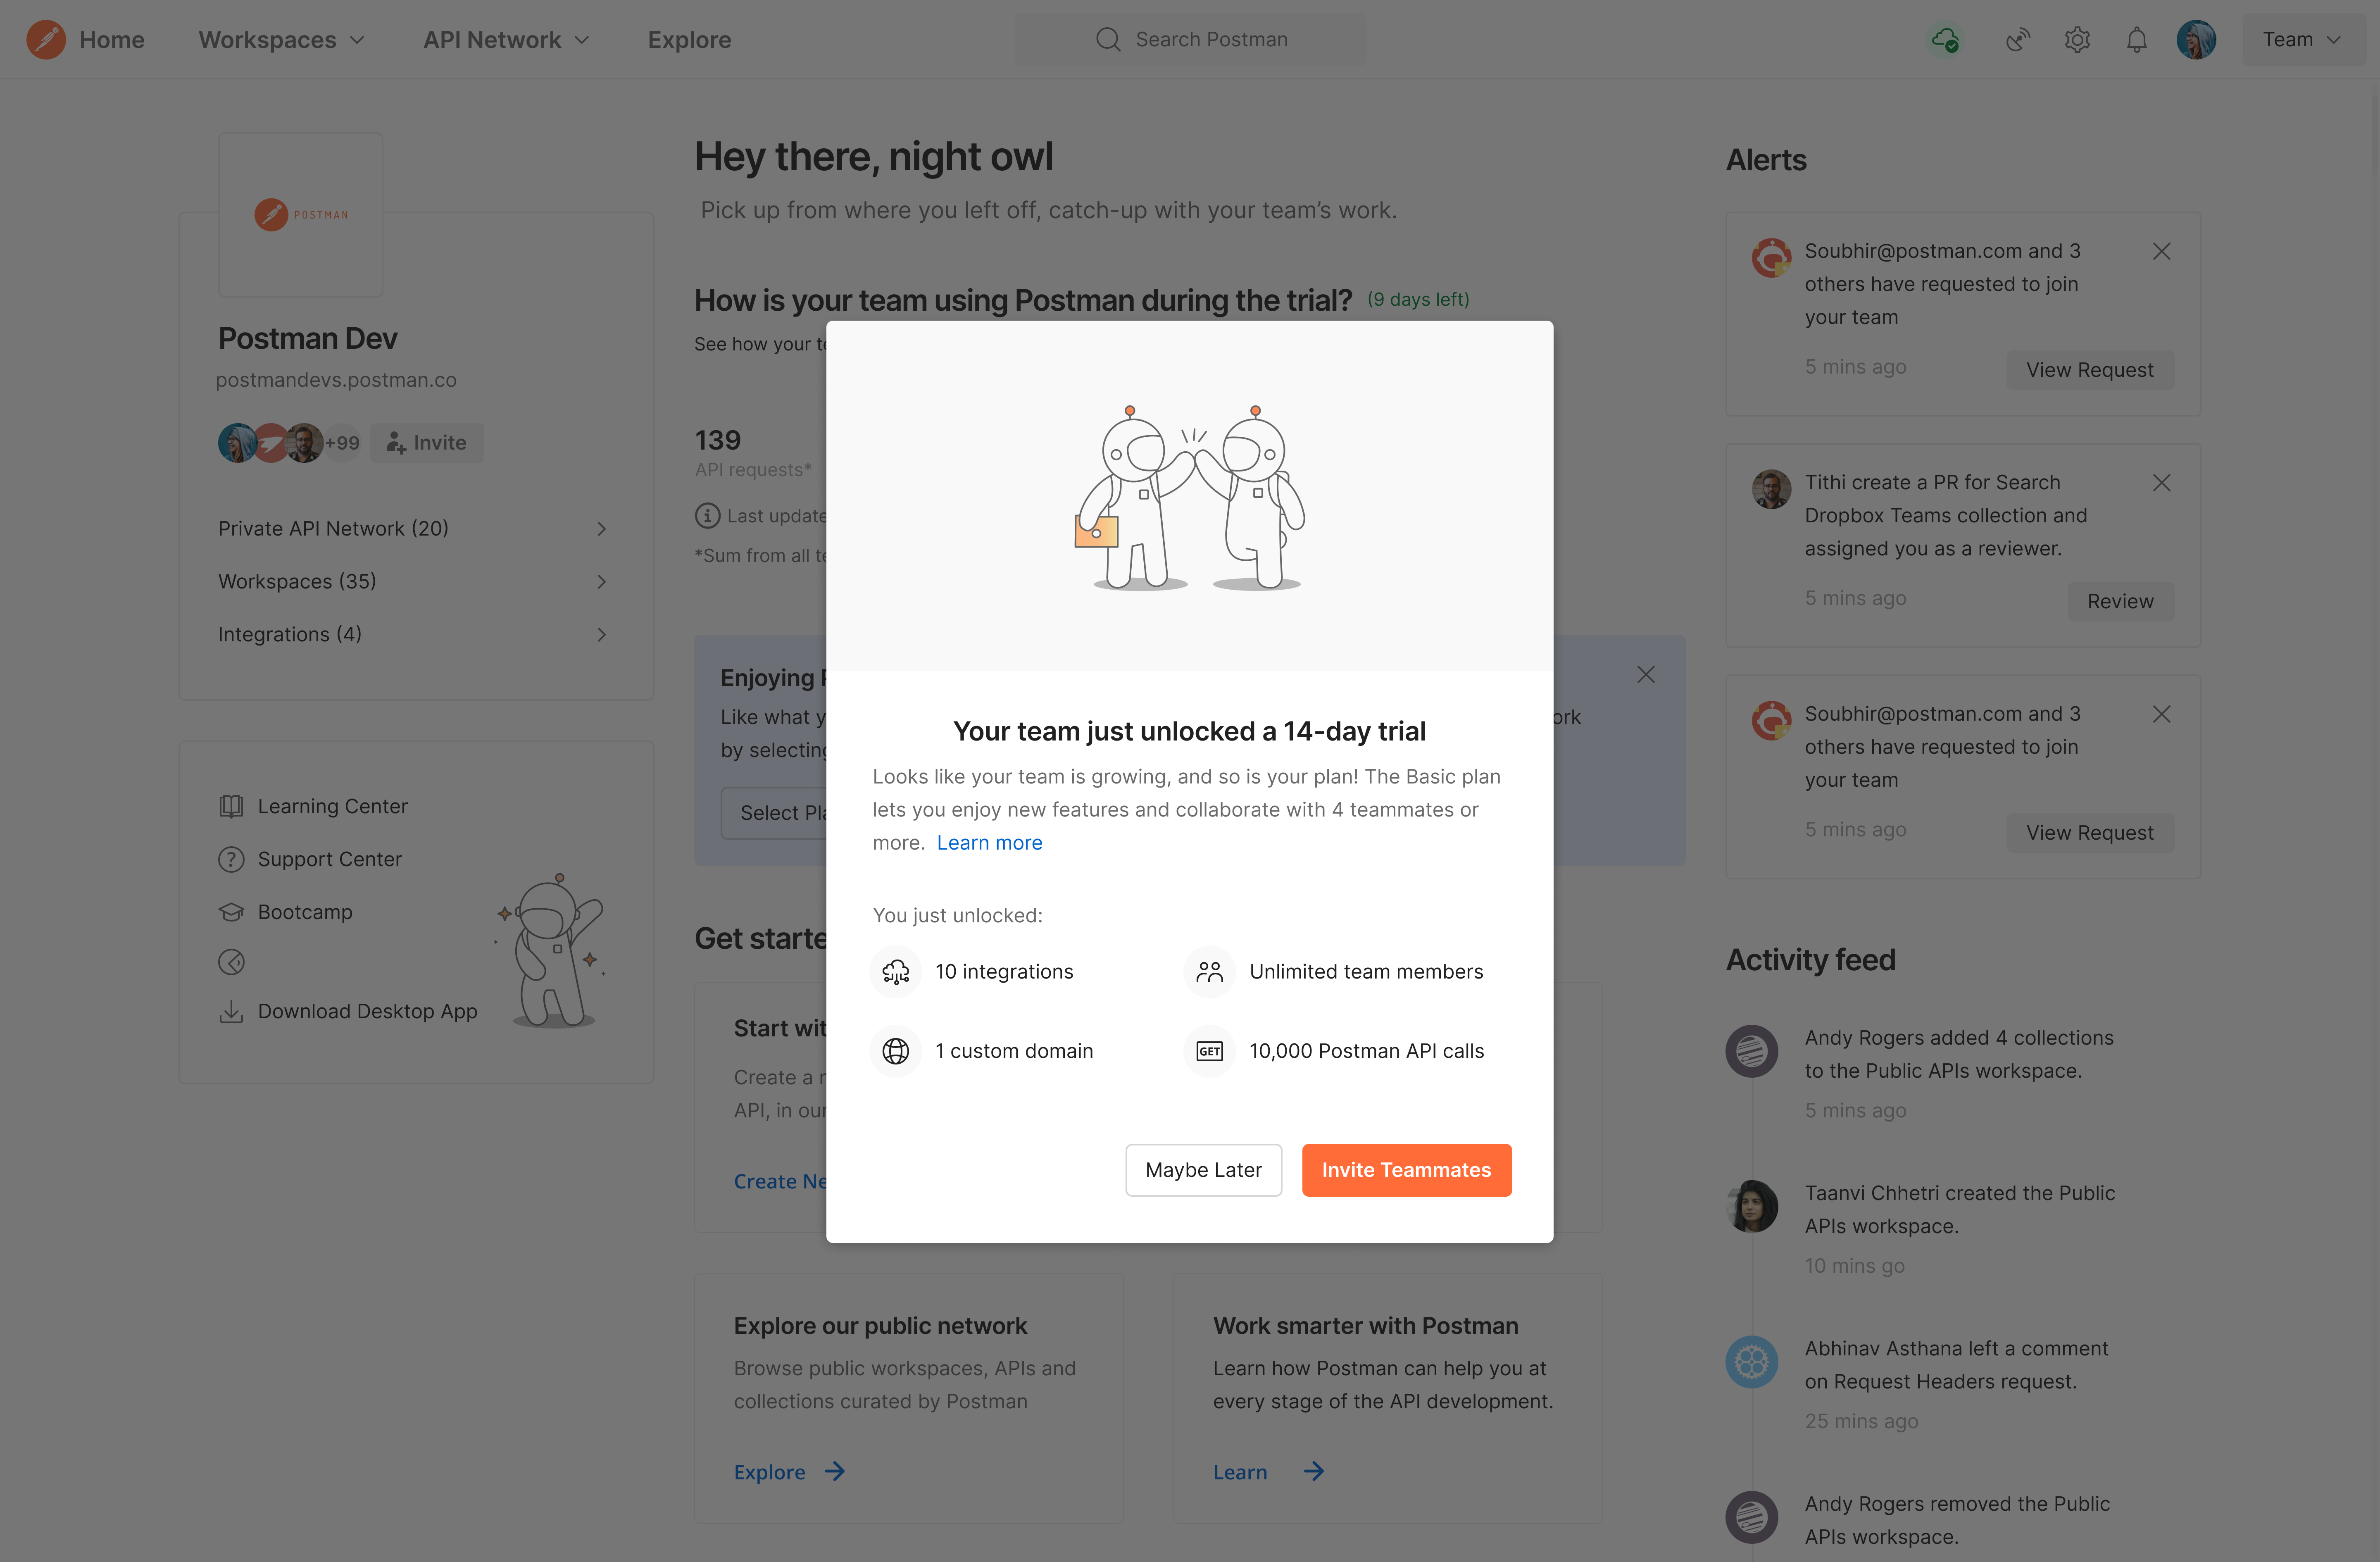 Home
Workspaces
API Network
Explore
Search Postman
Team
POSTMAN
Postman Dev
postmandevs.postman.co
+99
Invite
Private API Network (20)
Workspaces (35)
Integrations (4)
Learning Center
Support Center
Bootcamp
Download Desktop App
Hey there, night owl
Pick up from where you left off, catch-up with your team’s work.
How is your team using Postman during the trial? (9 days left)
See how your
139
API requests*
Last update
*Sum from all
Enjoying
Like what
by selecting
Select
Get starte
Start
Create a
API, in our
Create
Explore our public network
Browse public workspaces, APIs and
collections curated by Postman
Explore
Work smarter with Postman
Learn how Postman can help you at
every stage of the API development.
Learn
Your team just unlocked a 14-day trial
Looks like your team is growing, and so is your plan! The Basic plan
lets you enjoy new features and collaborate with 4 teammates or
more. Learn more
You just unlocked:
10 integrations
Unlimited team members
1 custom domain
GET
10,000 Postman API calls
Maybe Later
Invite Teammates
Alerts
Soubhir@postman.com and 3
others have requested to join
your team
5 mins ago
View Request
Tithi create a PR for Search
Dropbox Teams collection and
assigned you as a reviewer.
5 mins ago
Review
Soubhir@postman.com and 3
others have requested to join
your team
5 mins ago
View Request
Activity feed
Andy Rogers added 4 collections
to the Public APIs workspace.
5 mins ago
Taanvi Chhetri created the Public
APIs workspace.
10 mins go
Abhinav Asthana left a comment
on Request Headers request.
25 mins ago
Andy Rogers removed the Public
APIs workspace.